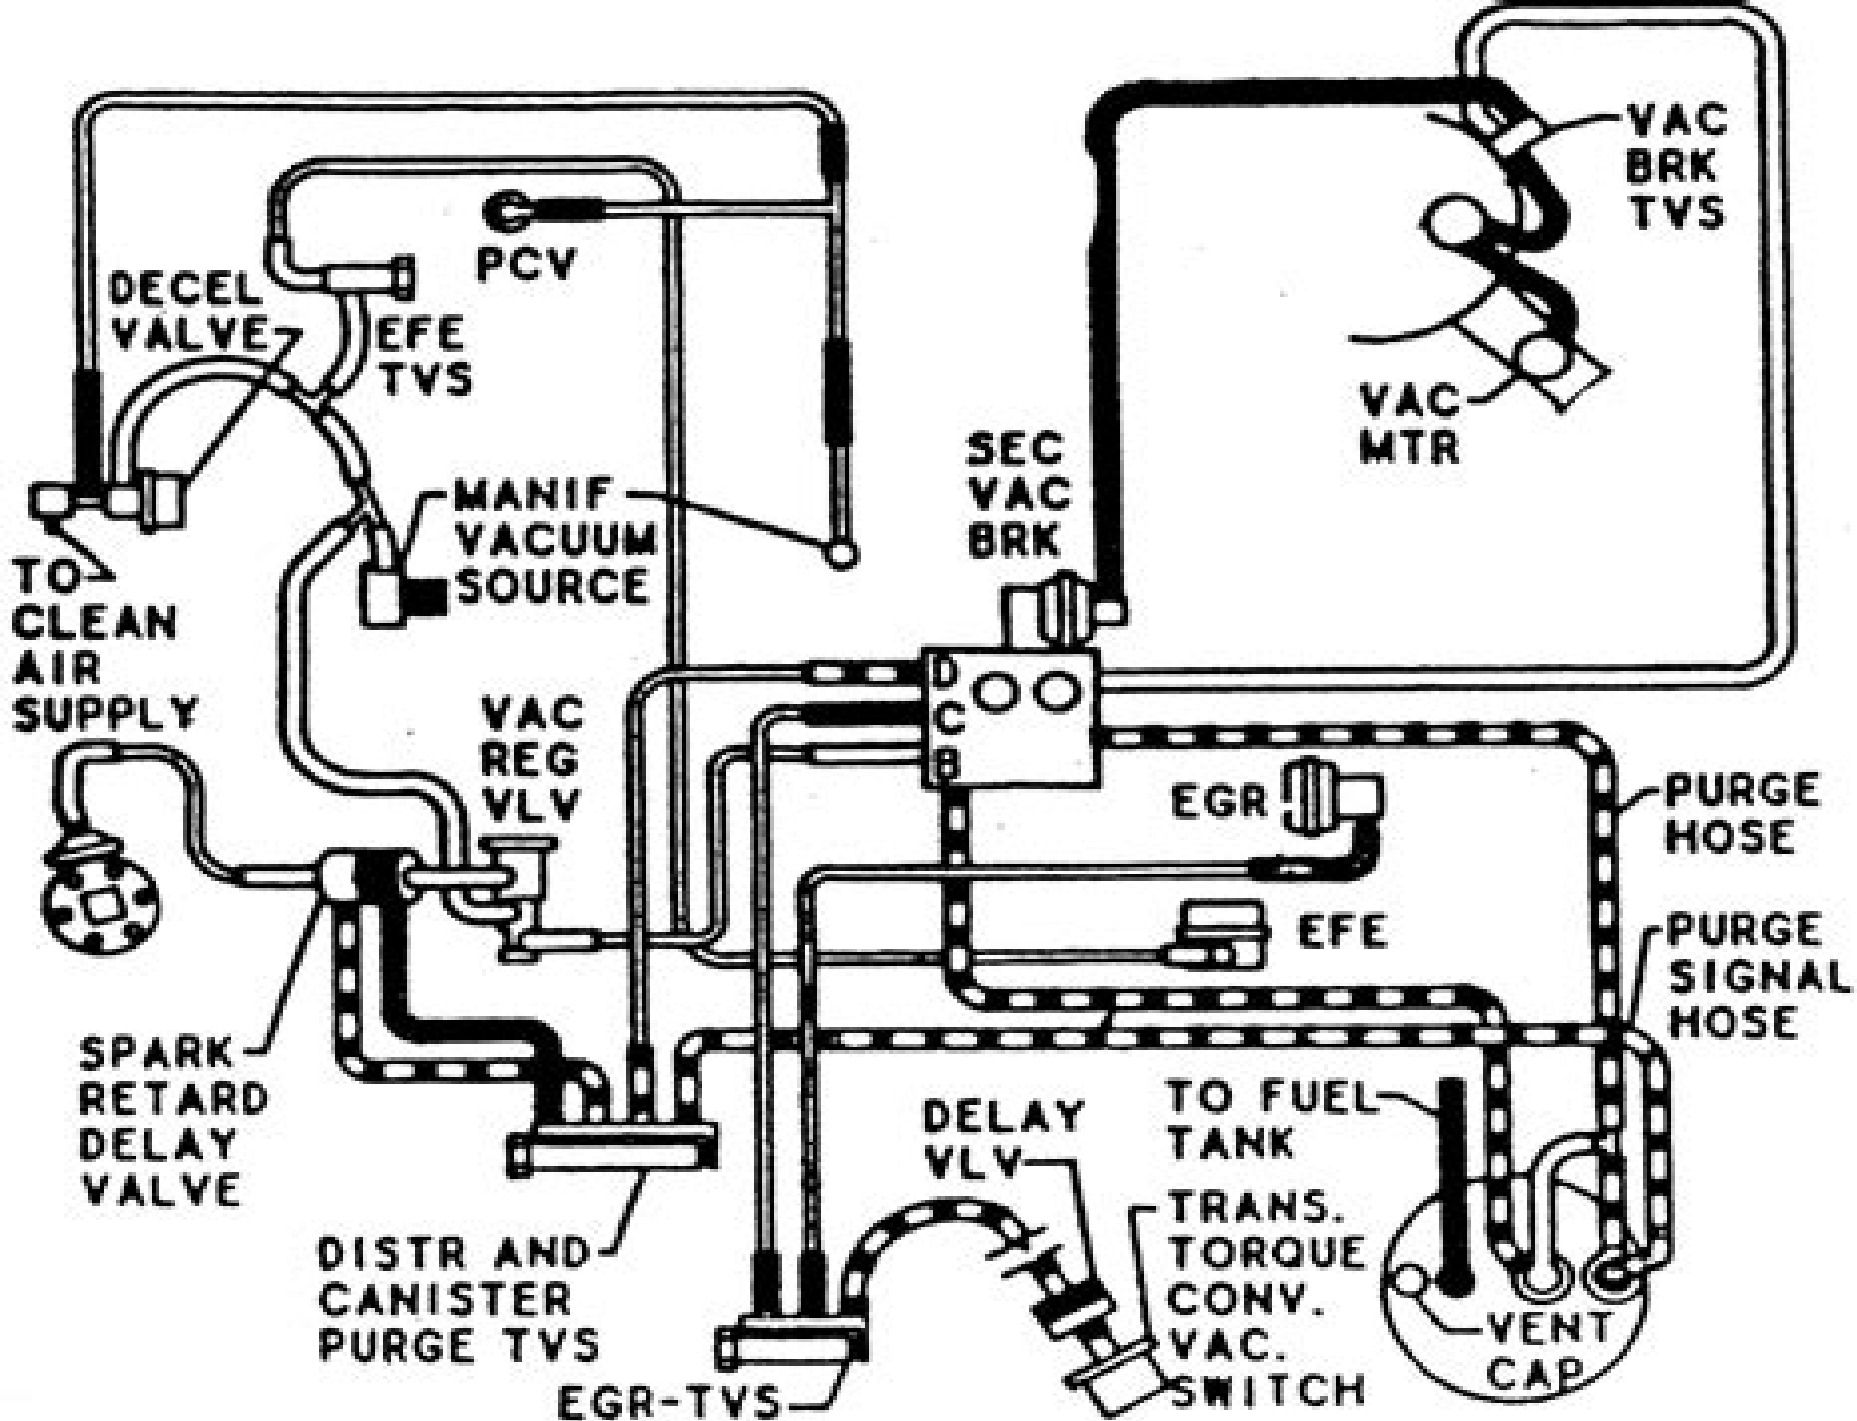 VAC
BRK
TVS
PCV
DECEL
VALVE
EFE
TVS
VAC
MTR
SEC
VAC
BRK
MANIF
VACUUM
SOURCE
TO
CLEAN
AIR
SUPPLY
D
C
B
VAC
REG
VLV
EGR
PURGE
HOSE
EFE
PURGE
SIGNAL
HOSE
SPARK
RETARD
DELAY
VALVE
DELAY
VLV
TO FUEL
TANK
DISTR AND
CANISTER
PURGE TVS
TRANS.
TORQUE
CONV.
VAC.
SWITCH
VENT
CAP
EGR-TVS